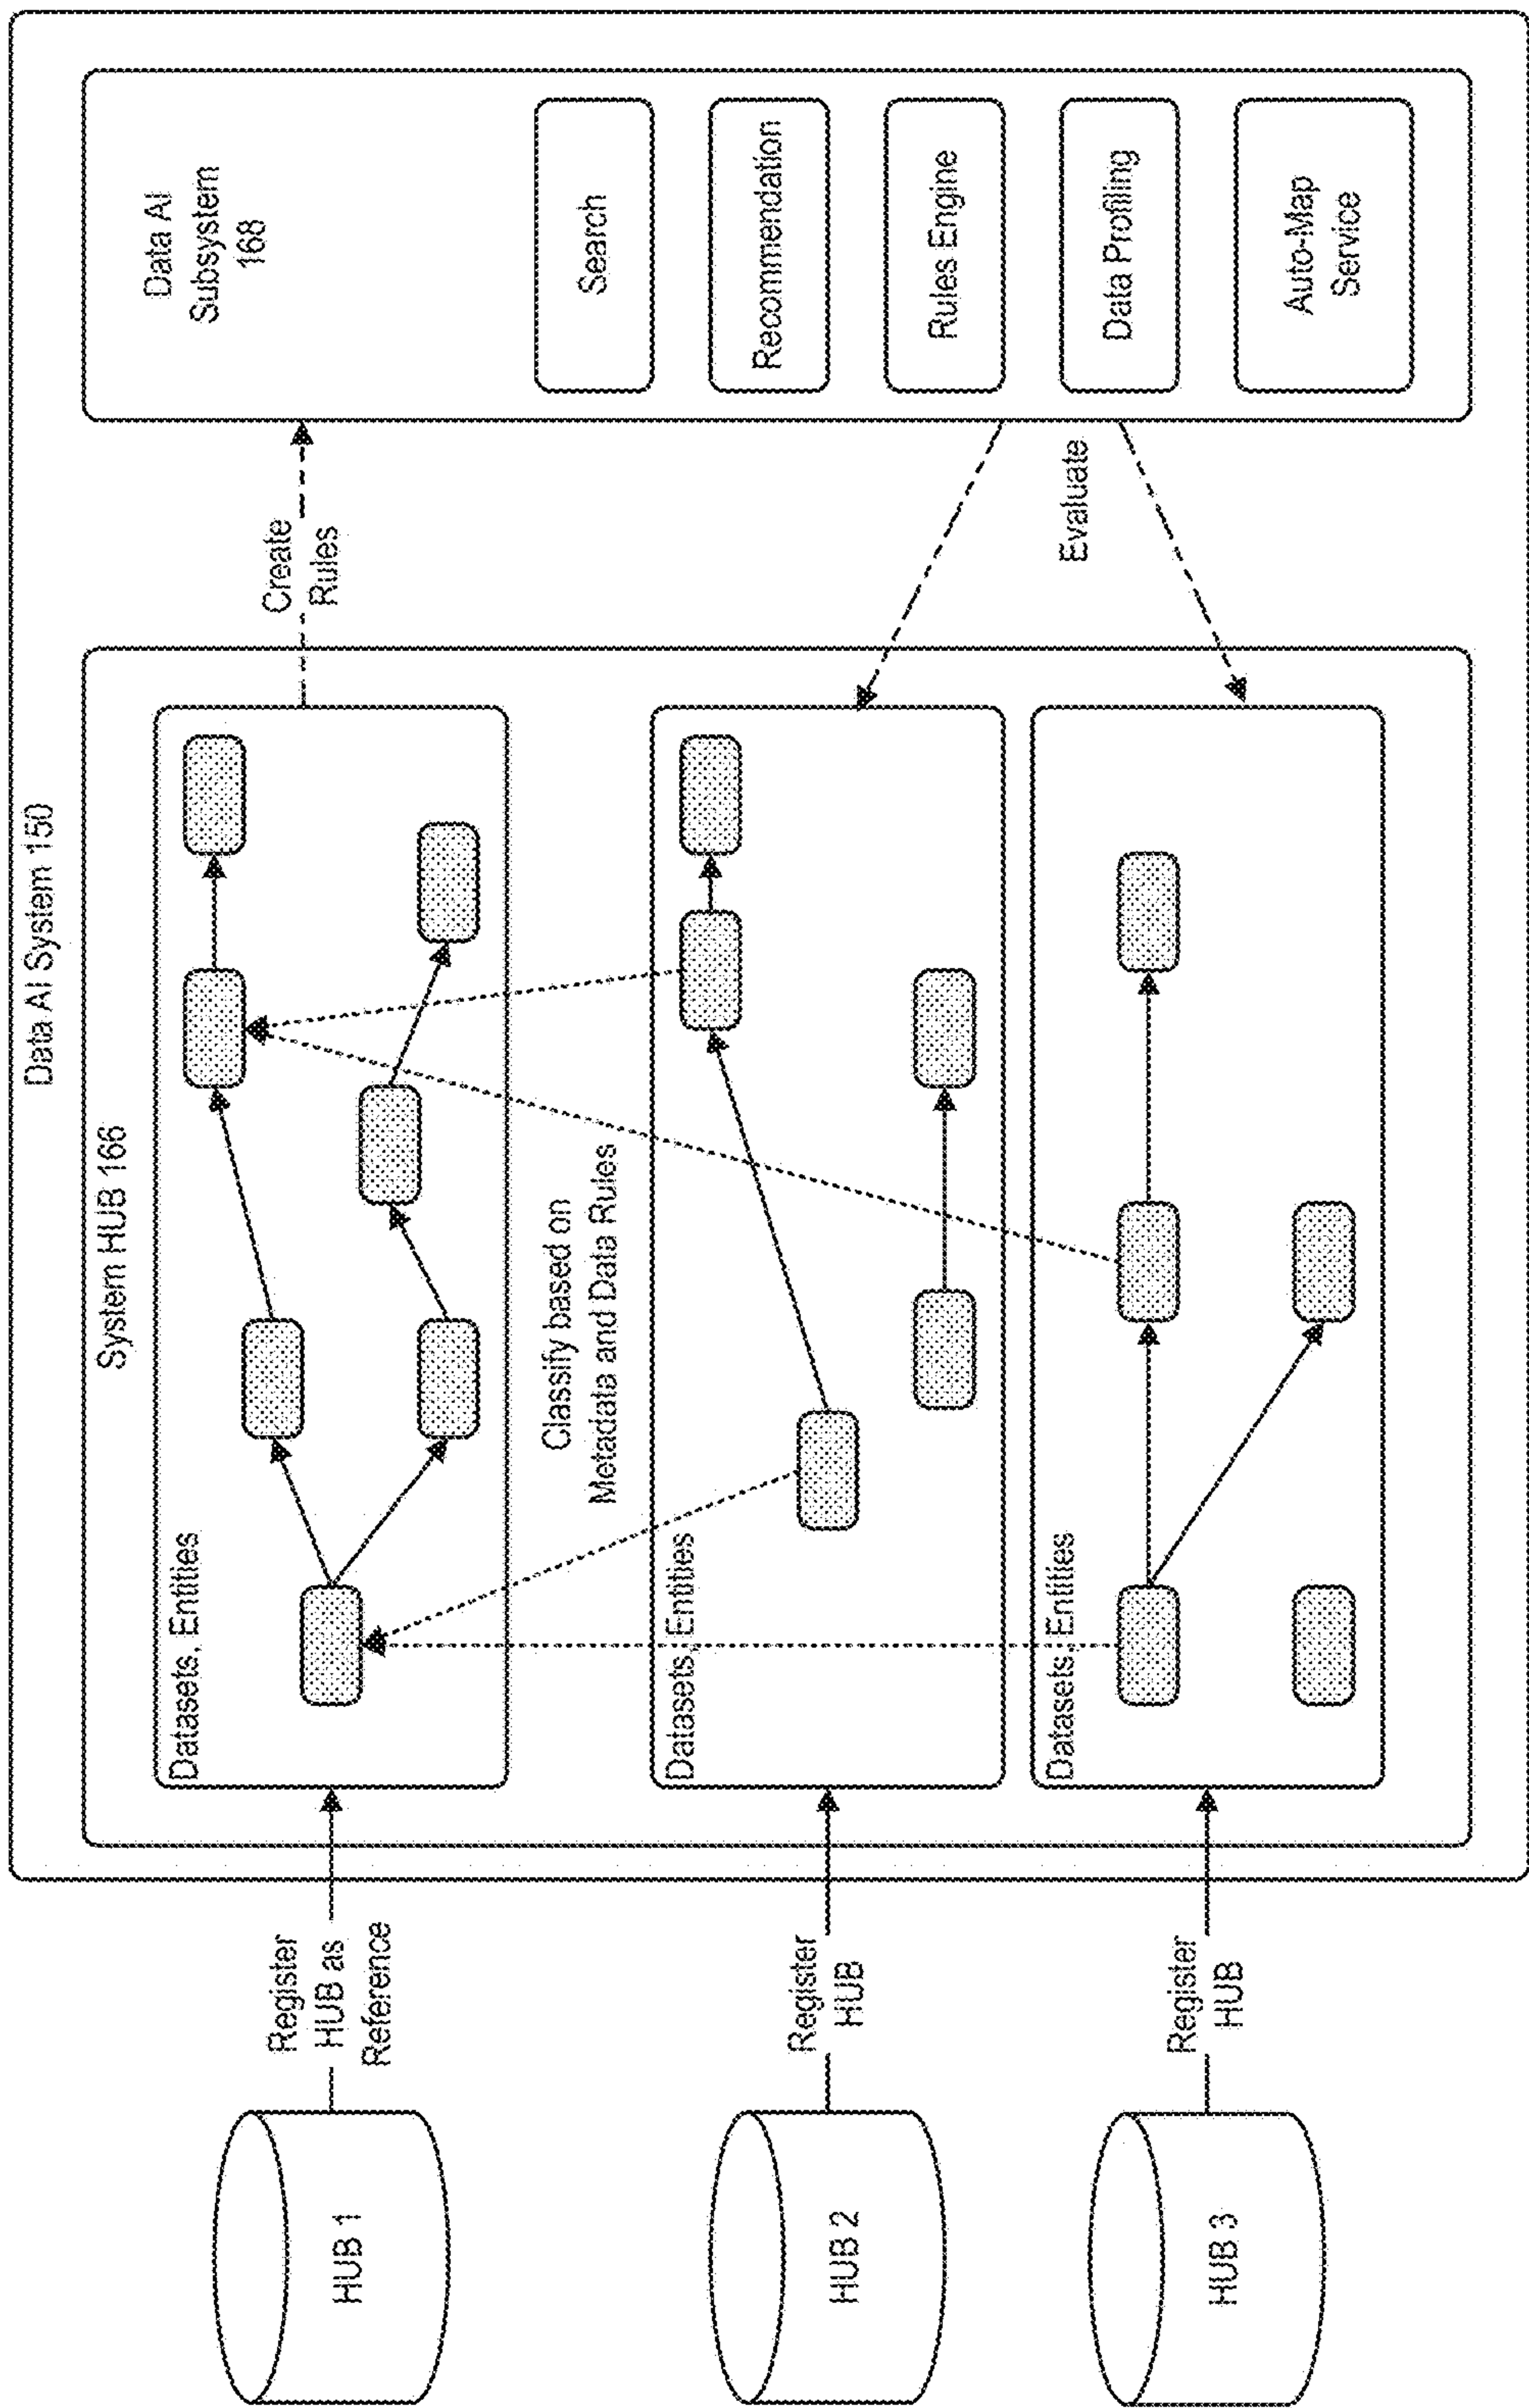 Data AI System 150
System HUB 166
HUB 1
Register
HUB as
Reference
Datasets, Entities
Create
Rules
Data AI
Subsystem
168
Classify based on
Metadata and Data Rules
HUB 2
Register
HUB
Datasets, Entities
Evaluate
HUB 3
Register
HUB
Datasets, Entities
Search
Recommendation
Rules Engine
Data Profiling
Auto-Map
Service